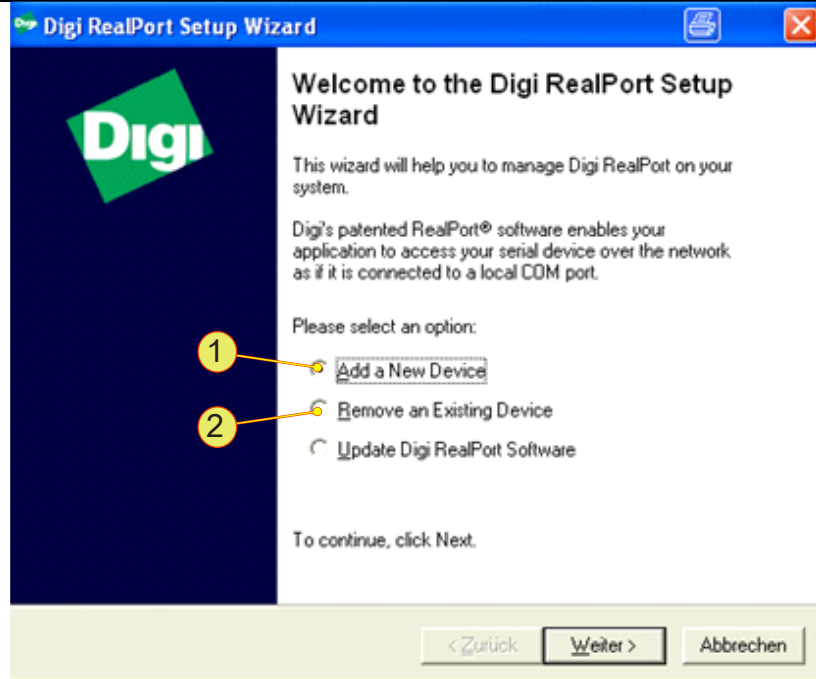 Digi RealPort Setup Wizard
Digi
Welcome to the Digi RealPort Setup
Wizard
This wizard will help you to manage Digi RealPort on your
system.
Digi's patented RealPort® software enables your
application to access your serial device over the network
as if it is connected to a local COM port.
Please select an option:
1
Add a New Device
2
Remove an Existing Device
Update Digi RealPort Software
To continue, click Next.
< Zurück
Weiter >
Abbrechen